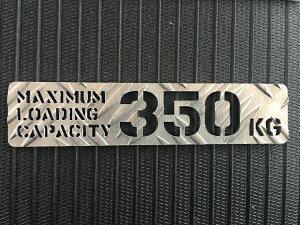 MAXIMUM
LOADING
CAPACITY
350 KG